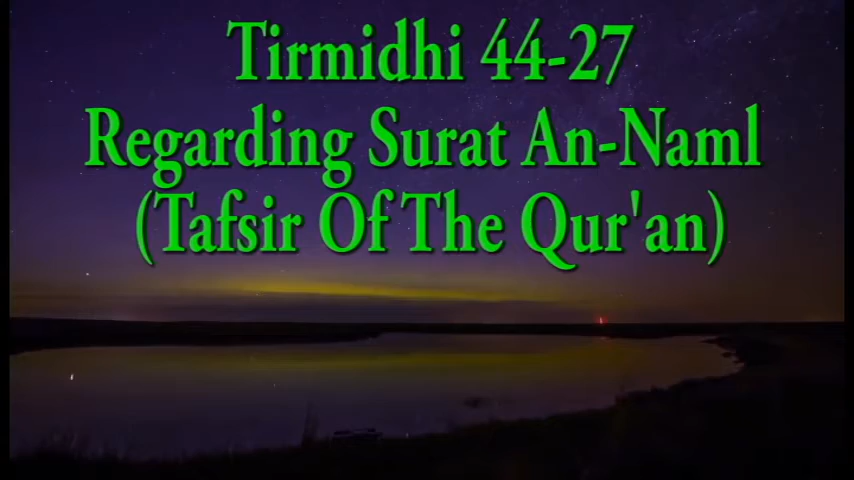 Tirmidhi 44-27
Regarding Surat An-Naml
(Tafsir Of The Qur'an)